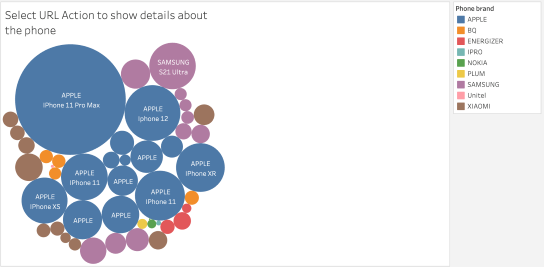 Select URL Action to show details about
the phone
SAMSUNG
S21 Ultra
APPLE
IPhone 11 Pro Max
APPLE
Iphone 12
APPLE
APPLE
IPhone XR
APPLE
IPhone 11
APPLE
APPLE
IPhone XS
APPLE
IPhone 11
APPLE
APPLE
Phone brand
APPLE
BQ
ENERGIZER
IPRO
NOKIA
PLUM
SAMSUNG
Unitel
XIAOMI